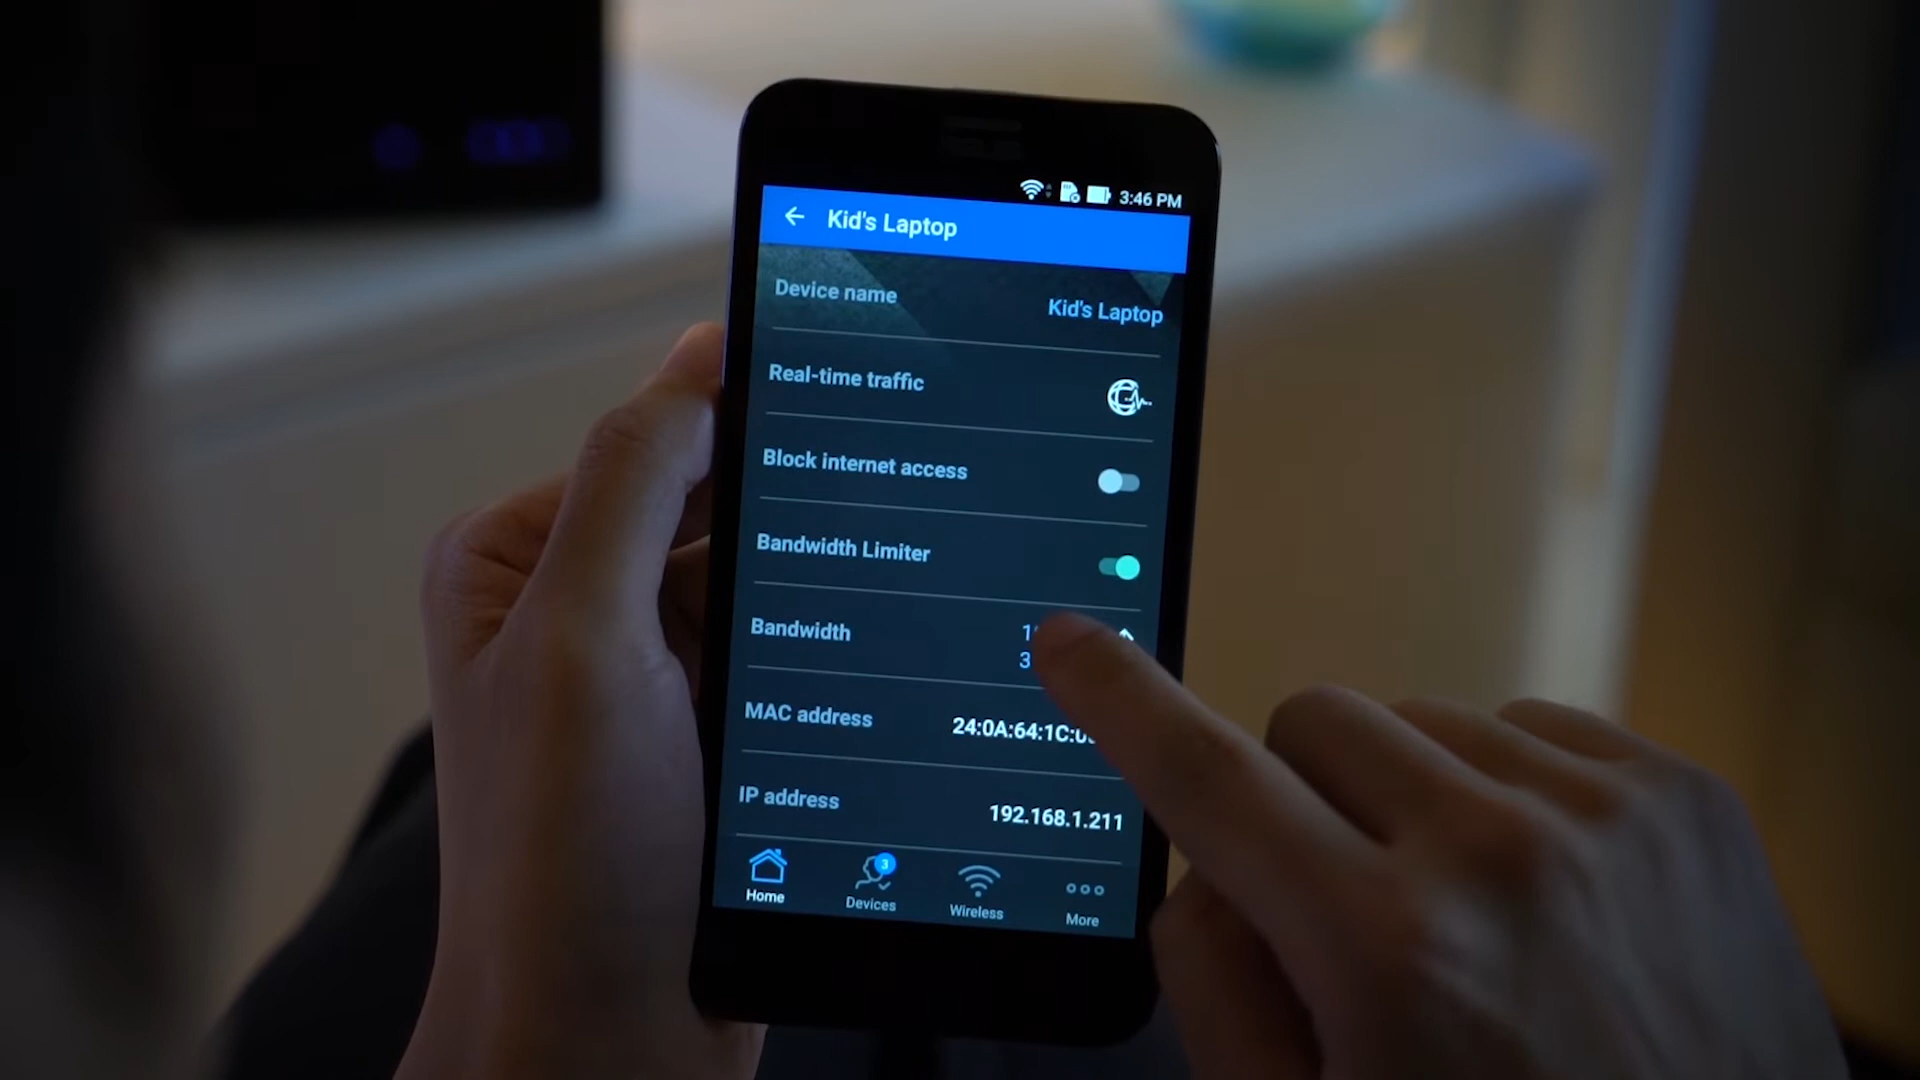 3:46 PM
Kid's Laptop
Device name Kid's Laptop
Real-time traffic
Block internet access
Bandwidth Limiter
Bandwidth
MAC address
IP address 192.168.1.211
3
Home Devices Wireless More